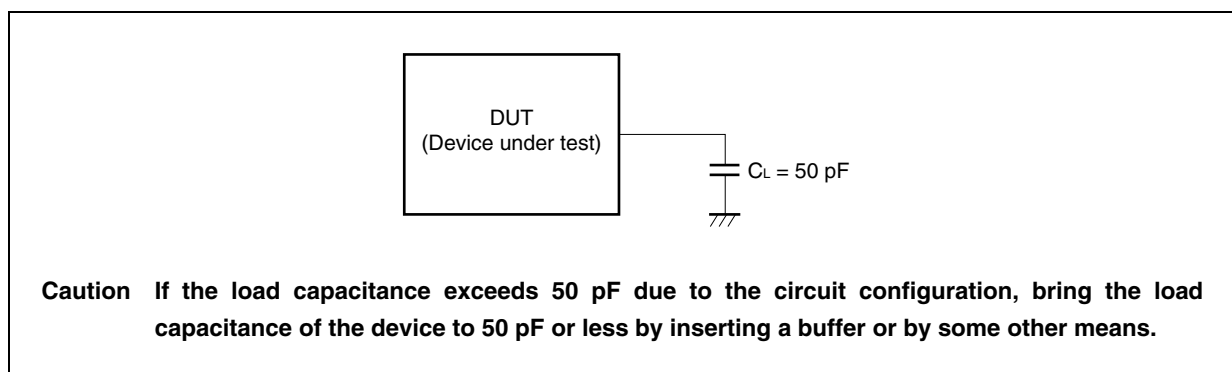 DUT
(Device under test)
CL = 50 pF
Caution If the load capacitance exceeds 50 pF due to the circuit configuration, bring the load
capacitance of the device to 50 pF or less by inserting a buffer or by some other means.